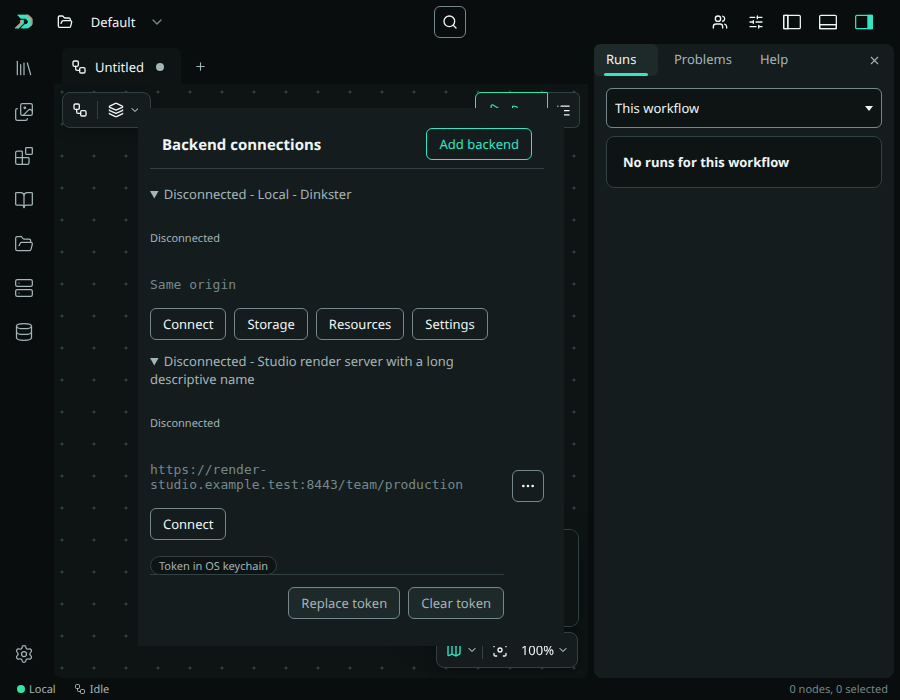 Default
Untitled
Runs
Problems
Help
This workflow
No runs for this workflow
Backend connections
Add backend
Disconnected - Local - Dinkster
Disconnected
Same origin
Connect
Storage
Resources
Settings
Disconnected - Studio render server with a long
descriptive name
Disconnected
https://render-
studio.example.test:8443/team/production
Connect
Token in OS keychain
Replace token
Clear token
100%
Local
Idle
0 nodes, 0 selected